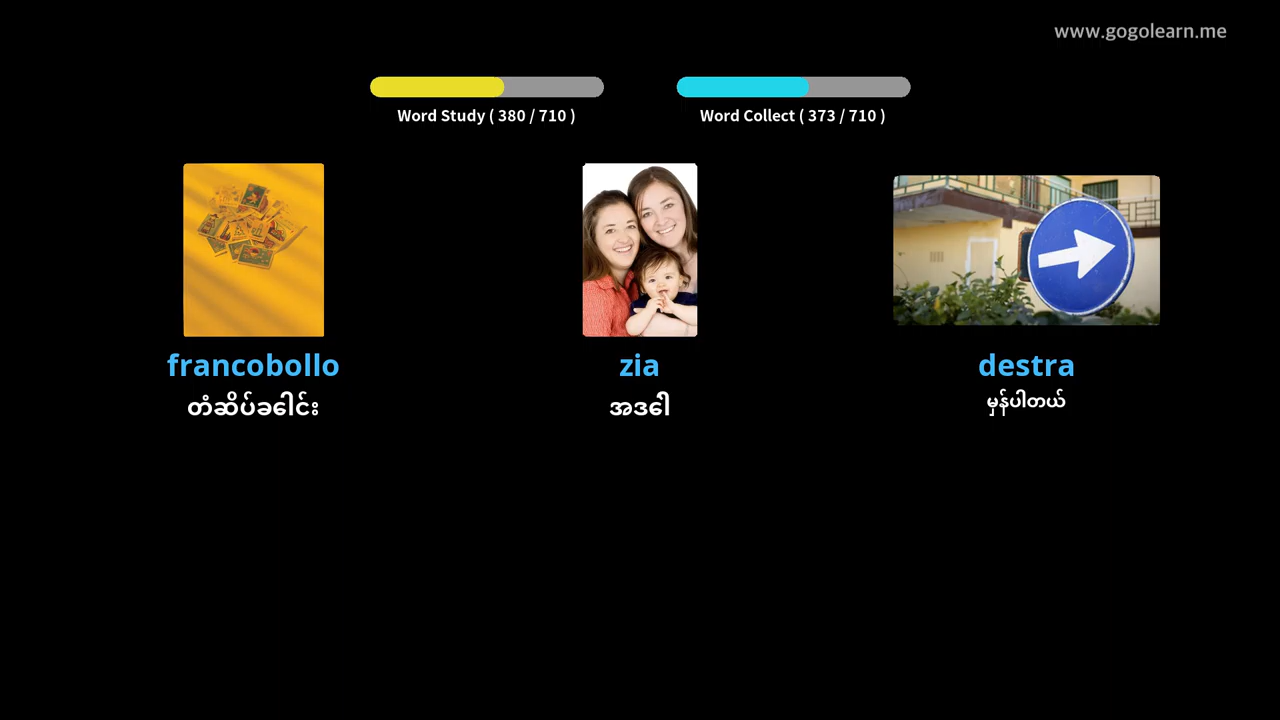 www.gogolearn.me
Word Study ( 380 / 710 )
Word Collect ( 373 / 710 )
francobollo
တံဆိပ်ခေါင်း
zia
အဒေါ်
destra
မှန်ပါတယ်